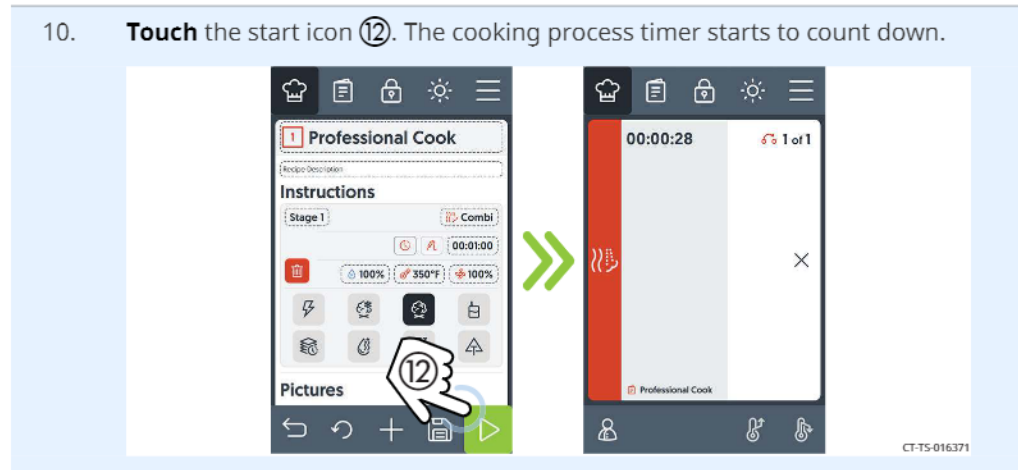 10. Touch the start icon ⑫. The cooking process timer starts to count down.
1 Professional Cook
Recipe Description
Instructions
Stage 1
Combi
00:01:00
100% 350°F 100%
Pictures
⑫
00:00:28
1 of 1
Professional Cook
CT-TS-016371